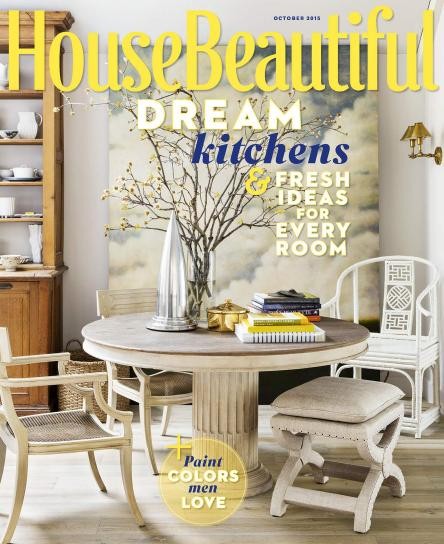 OCTOBER 2015
HouseBeautiful
DREAM
kitchens
& FRESH
IDEAS
FOR
EVERY
ROOM
+
Paint
COLORS
men
LOVE